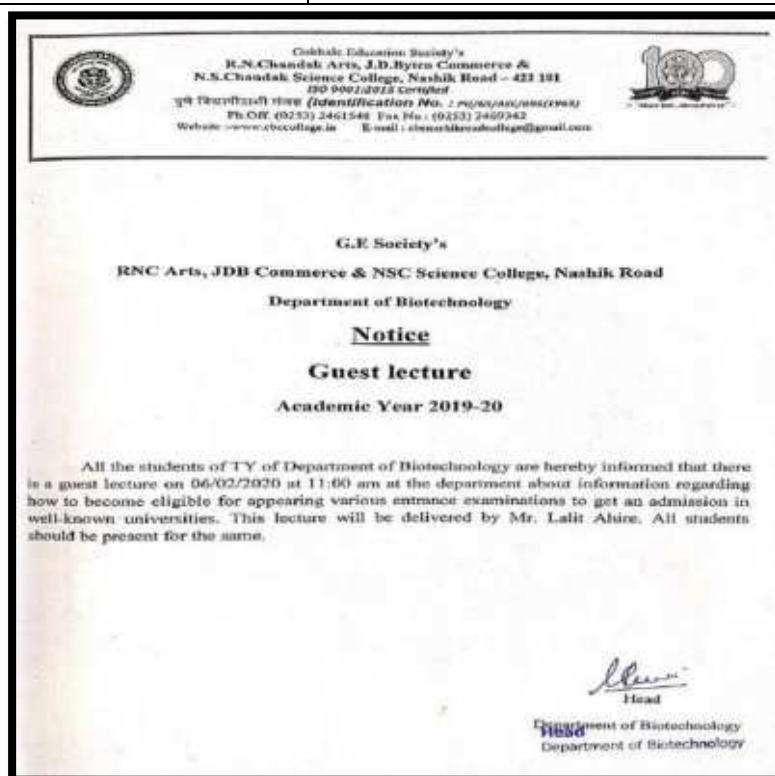 Gokhale Education Society's
R.N.Chandak Arts, J.D.Bytco Commerce &
N.S.Chandak Science College, Nashik Road – 422 101
ISO 9001:2015 Certified
पुणे विद्यापीठाशी संलग्न (Identification No. :
Ph.Off. (0253) 2461548 Fax No.: (0253) 2469342
Website :
E-mail :
100
G.E Society's
RNC Arts, JDB Commerce & NSC Science College, Nashik Road
Department of Biotechnology
Notice
Guest lecture
Academic Year 2019-20
All the students of TY of Department of Biotechnology are hereby informed that there
is a guest lecture on 06/02/2020 at 11:00 am at the department about information regarding
how to become eligible for appearing various entrance examinations to get an admission in
well-known universities. This lecture will be delivered by Mr. Lalit Ahire. All students
should be present for the same.
Head
Department of Biotechnology
Head
Department of Biotechnology